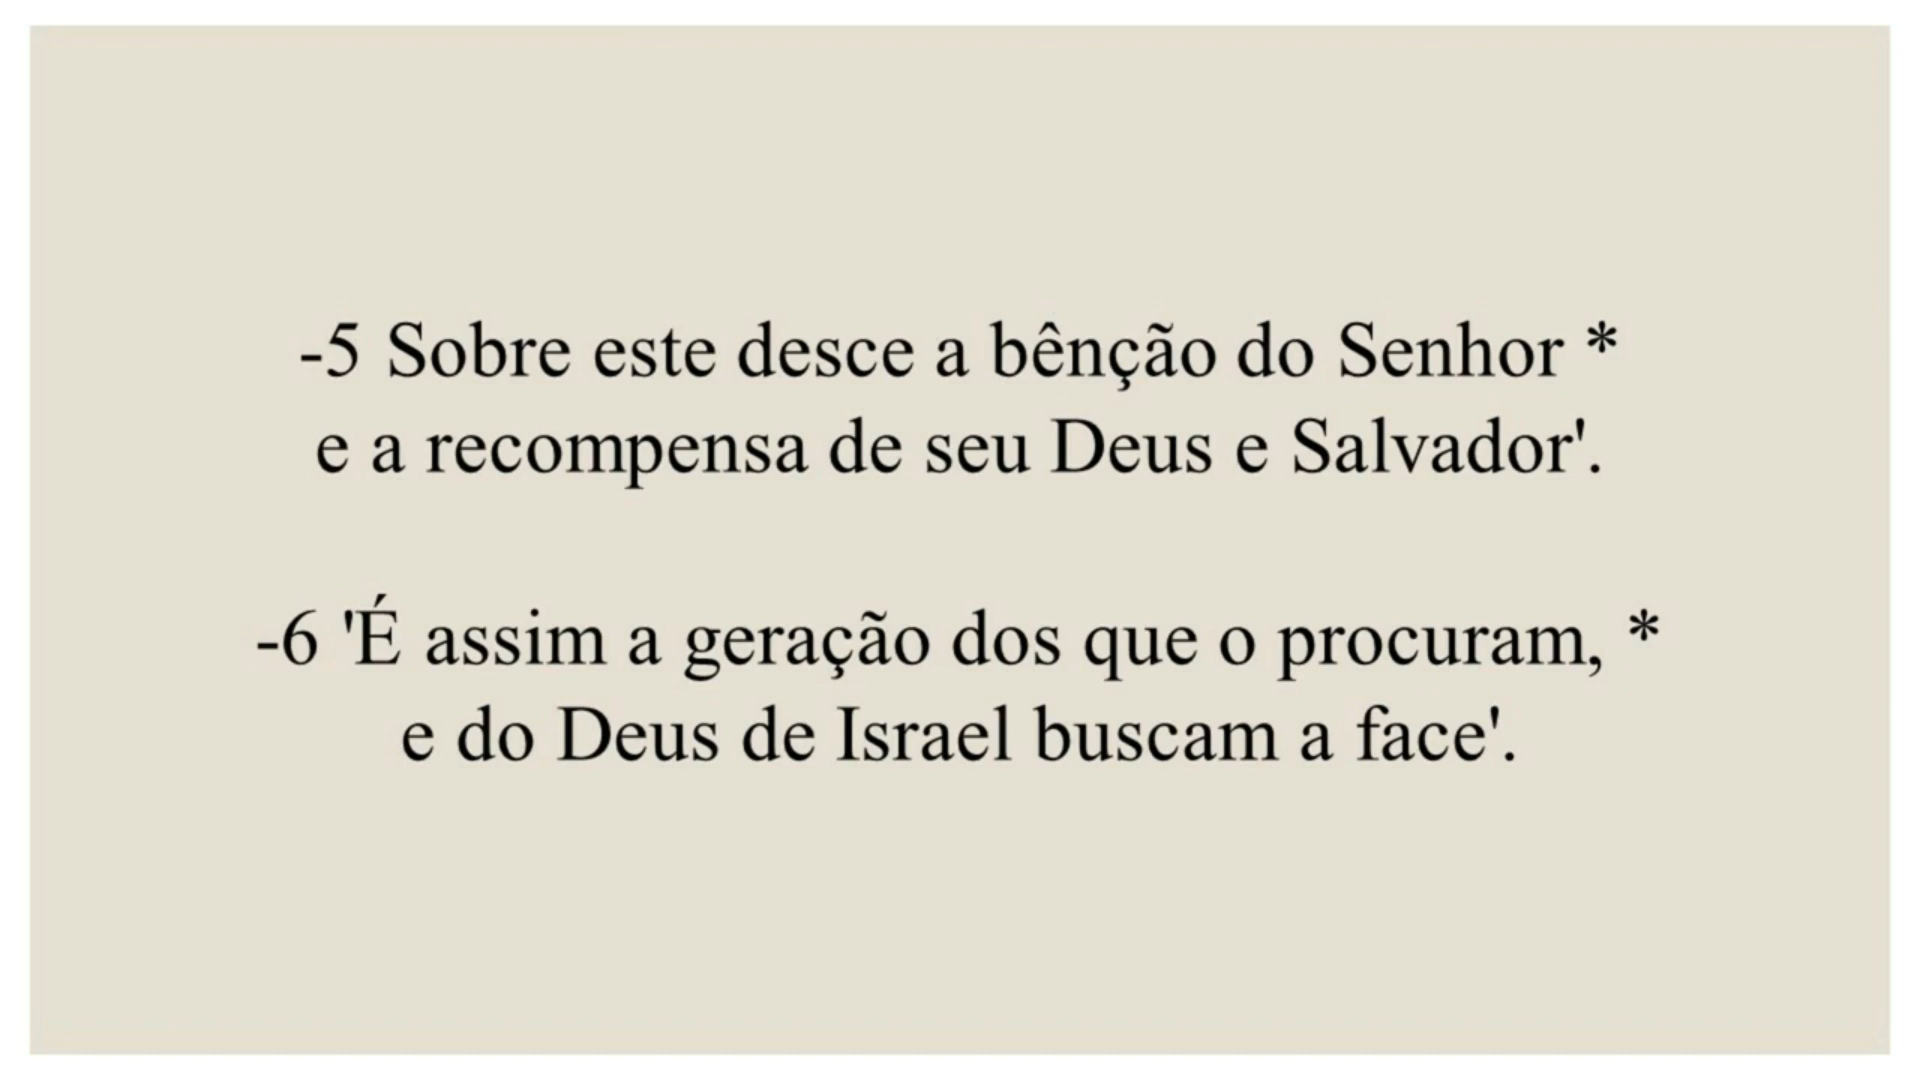 -5 Sobre este desce a bênção do Senhor *
e a recompensa de seu Deus e Salvador'.
-6 'É assim a geração dos que o procuram, *
e do Deus de Israel buscam a face'.